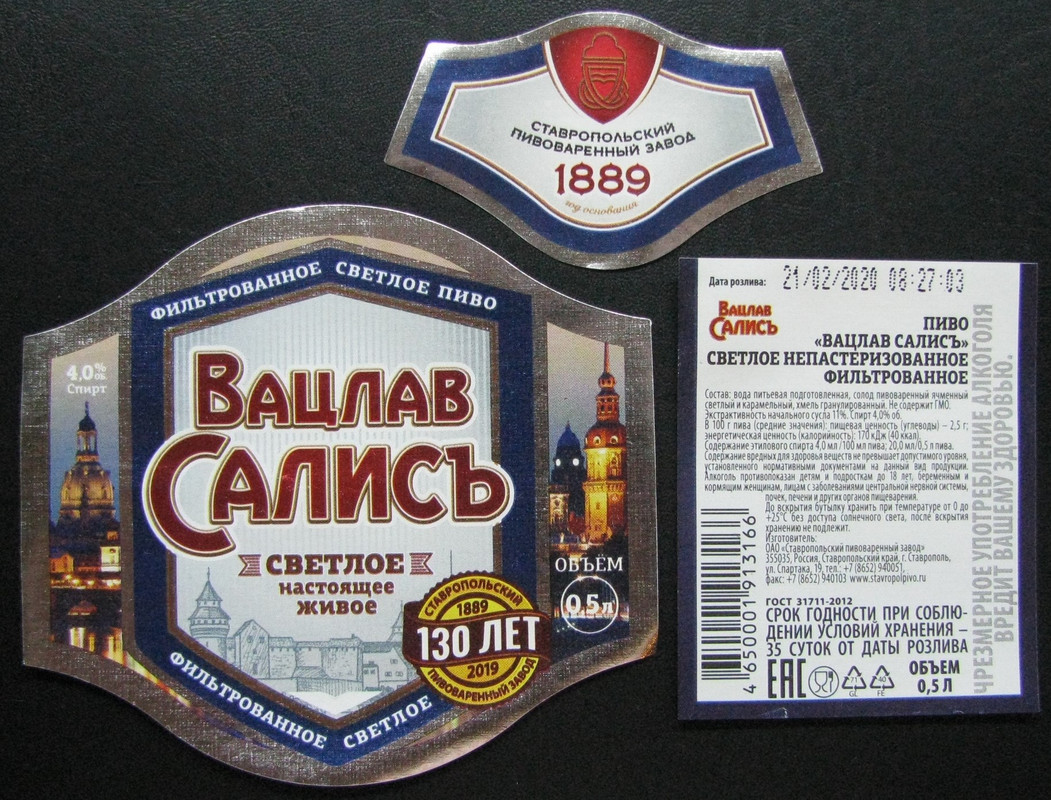 СТАВРОПОЛЬСКИЙ
ПИВОВАРЕННЫЙ ЗАВОД
1889
год основания
ФИЛЬТРОВАННОЕ СВЕТЛОЕ ПИВО
4,0% об.
Спирт
ВАЦЛАВ
САЛИСЪ
СВЕТЛОЕ
настоящее
живое
ОБЪЁМ
0,5 л
СТАВРОПОЛЬСКИЙ
1889
130 ЛЕТ
2019
ПИВОВАРЕННЫЙ ЗАВОД
ФИЛЬТРОВАННОЕ СВЕТЛОЕ
Дата розлива: 21/02/2020 08:27:03
ВАЦЛАВ
САЛИСЪ
ПИВО
«ВАЦЛАВ САЛИСЪ»
СВЕТЛОЕ НЕПАСТЕРИЗОВАННОЕ
ФИЛЬТРОВАННОЕ
Состав: вода питьевая подготовленная, солод пивоваренный ячменный
светлый и карамельный, хмель гранулированный. Не содержит ГМО.
Экстрактивность начального сусла 11%. Спирт 4,0% об.
В 100 г пива (средние значения): пищевая ценность (углеводы) – 2,5 г;
энергетическая ценность (калорийность): 170 кДж (40 ккал).
Содержание этилового спирта 4,0 мл /100 мл пива; 20,0 мл/0,5 л пива.
Содержание вредных для здоровья веществ не превышает допустимого уровня,
установленного нормативными документами на данный вид продукции.
Алкоголь противопоказан детям и подросткам до 18 лет, беременным и
кормящим женщинам, лицам с заболеваниями центральной нервной системы,
почек, печени и других органов пищеварения.
До вскрытия бутылку хранить при температуре от 0 до
+25°С без доступа солнечного света, после вскрытия
хранению не подлежит.
Изготовитель:
ОАО «Ставропольский пивоваренный завод»
355035, Россия, Ставропольский край, г. Ставрополь,
ул. Спартака, 19, тел.: +7 (8652) 940051,
факс: +7 (8652) 940103 www.stavropolpivo.ru
ГОСТ 31711-2012
СРОК ГОДНОСТИ ПРИ СОБЛЮ-
ДЕНИИ УСЛОВИЙ ХРАНЕНИЯ –
35 СУТОК ОТ ДАТЫ РОЗЛИВА
EAC
71
GL
40
FE
ОБЪЕМ
0,5 Л
4 650001 913166
ЧРЕЗМЕРНОЕ УПОТРЕБЛЕНИЕ АЛКОГОЛЯ
ВРЕДИТ ВАШЕМУ ЗДОРОВЬЮ.